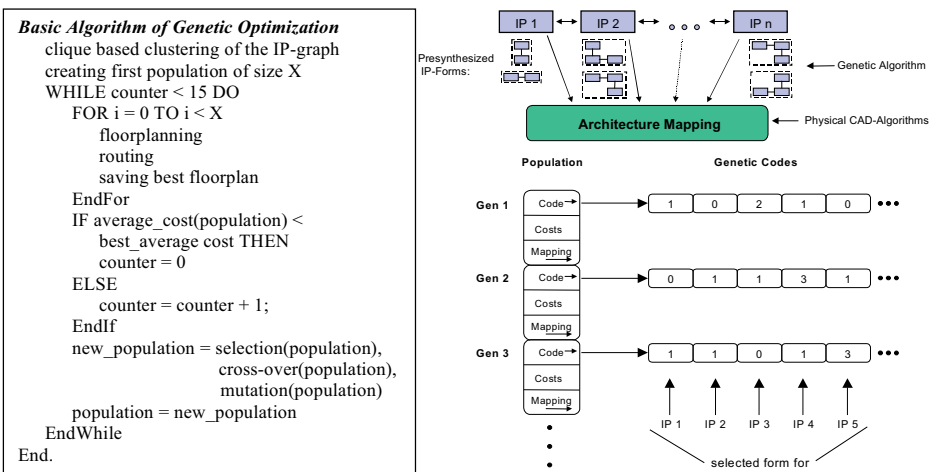 Basic Algorithm of Genetic Optimization
clique based clustering of the IP-graph
creating first population of size X
WHILE counter < 15 DO
FOR i = 0 TO i < X
floorplanning
routing
saving best floorplan
EndFor
IF average_cost(population) <
best_average cost THEN
counter = 0
ELSE
counter = counter + 1;
EndIf
new_population = selection(population),
cross-over(population),
mutation(population)
population = new_population
EndWhile
End.
IP 1 IP 2 IP n
Presynthesized
IP-Forms:
Genetic Algorithm
Architecture Mapping
Physical CAD-Algorithms
Population Genetic Codes
Gen 1 Code 1 0 2 1 0
Costs
Mapping
Gen 2 Code 0 1 1 3 1
Costs
Mapping
Gen 3 Code 1 1 0 1 3
Costs
Mapping
IP 1 IP 2 IP 3 IP 4 IP 5
selected form for